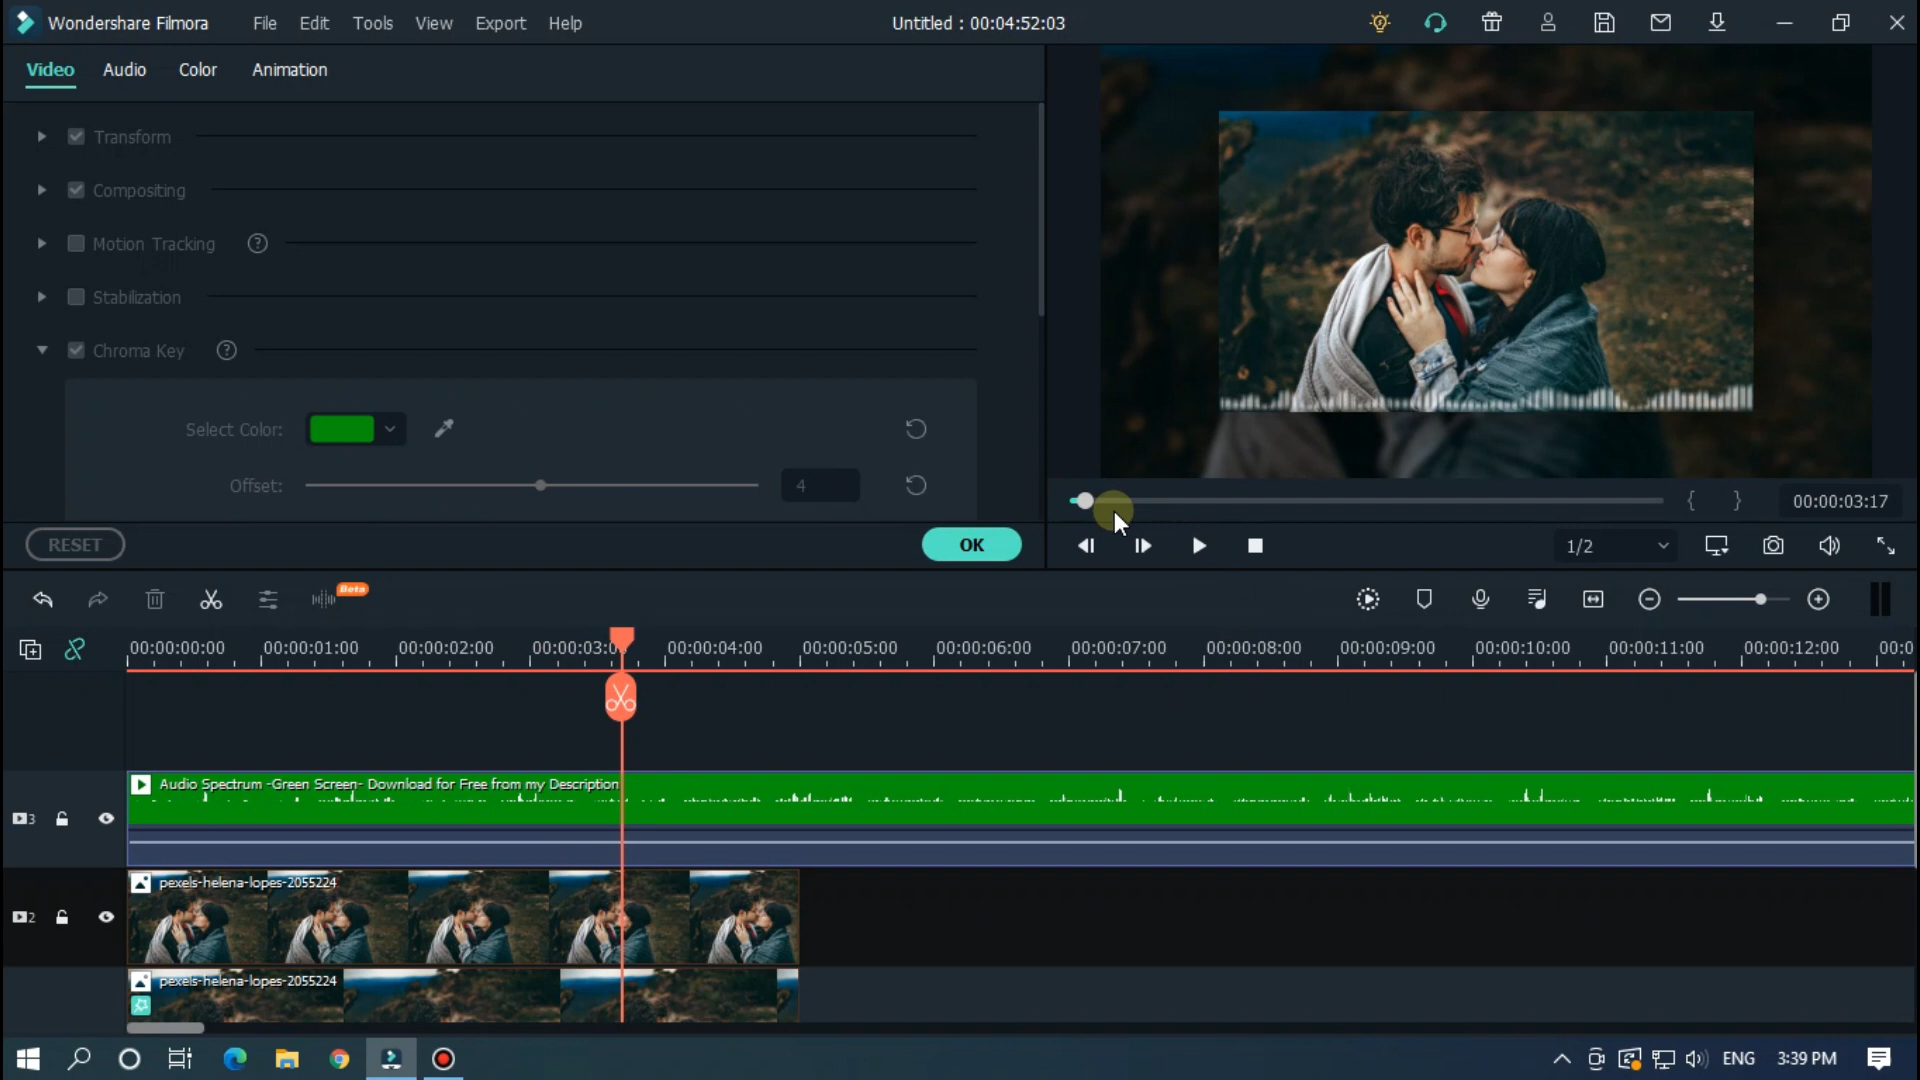 Wondershare Filmora File Edit Tools View Export Help Untitled : 00:04:52:03
Video Audio Color Animation
Transform
Compositing
Motion Tracking ?
Stabilization
Chroma Key ?
Select Color:
Offset: 4
{ } 00:00:03:17
RESET OK
1/2
Beta
00:00:00:00 00:00:01:00 00:00:02:00 00:00:03:0 00:00:04:00 00:00:05:00 00:00:06:00 00:00:07:00 00:00:08:00 00:00:09:00 00:00:10:00 00:00:11:00 00:00:12:00 00:0
Audio Spectrum -Green Screen- Download for Free from my Description
3
pexels-helena-lopes-2055224
2
pexels-helena-lopes-2055224
ENG 3:39 PM